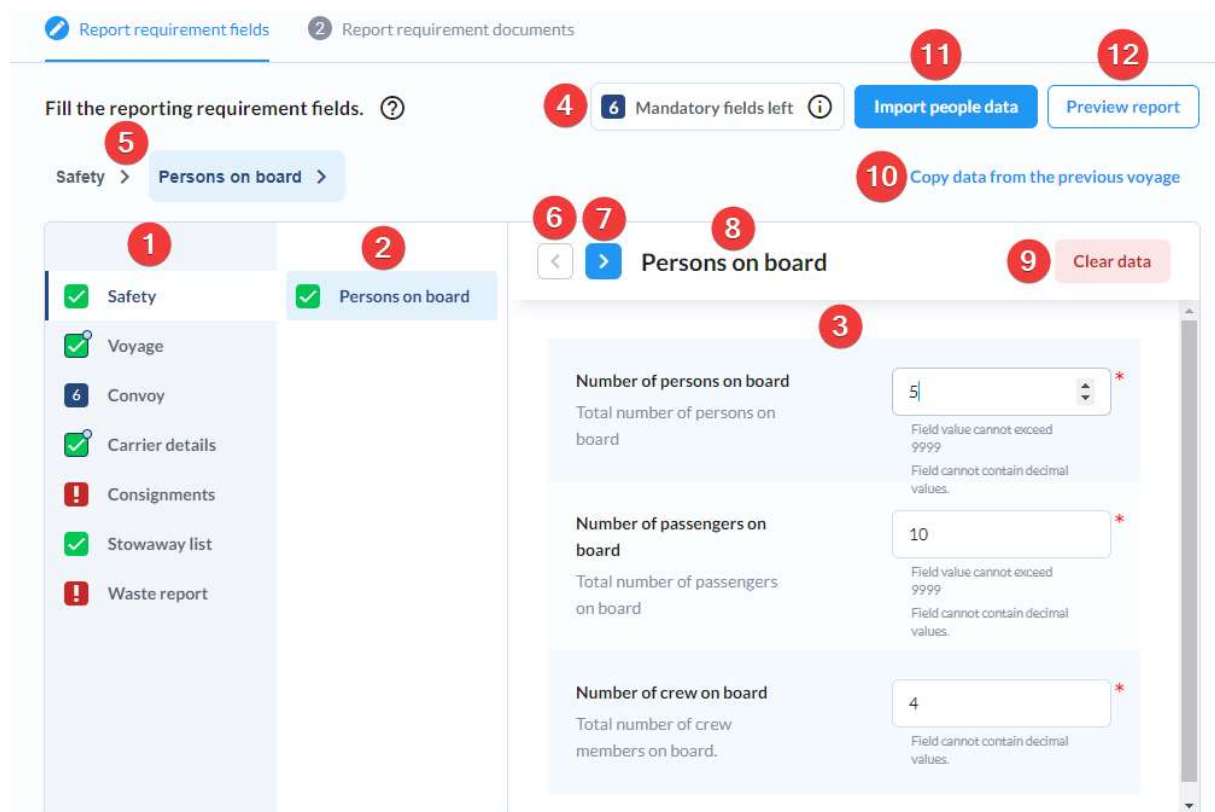 Report requirement fields 2 Report requirement documents
11 12
Fill the reporting requirement fields. ? 4 6 Mandatory fields left i Import people data Preview report
5
Safety > Persons on board > 10 Copy data from the previous voyage
1 2 6 7 8
< > Persons on board 9 Clear data
Safety Persons on board
3
Voyage
6 Convoy
Carrier details
! Consignments
Stowaway list
! Waste report
Number of persons on board 5 *
Total number of persons on
board
Field value cannot exceed
9999
Field cannot contain decimal
values.
Number of passengers on
board
10 *
Total number of passengers
on board
Field value cannot exceed
9999
Field cannot contain decimal
values.
Number of crew on board 4 *
Total number of crew
members on board.
Field cannot contain decimal
values.